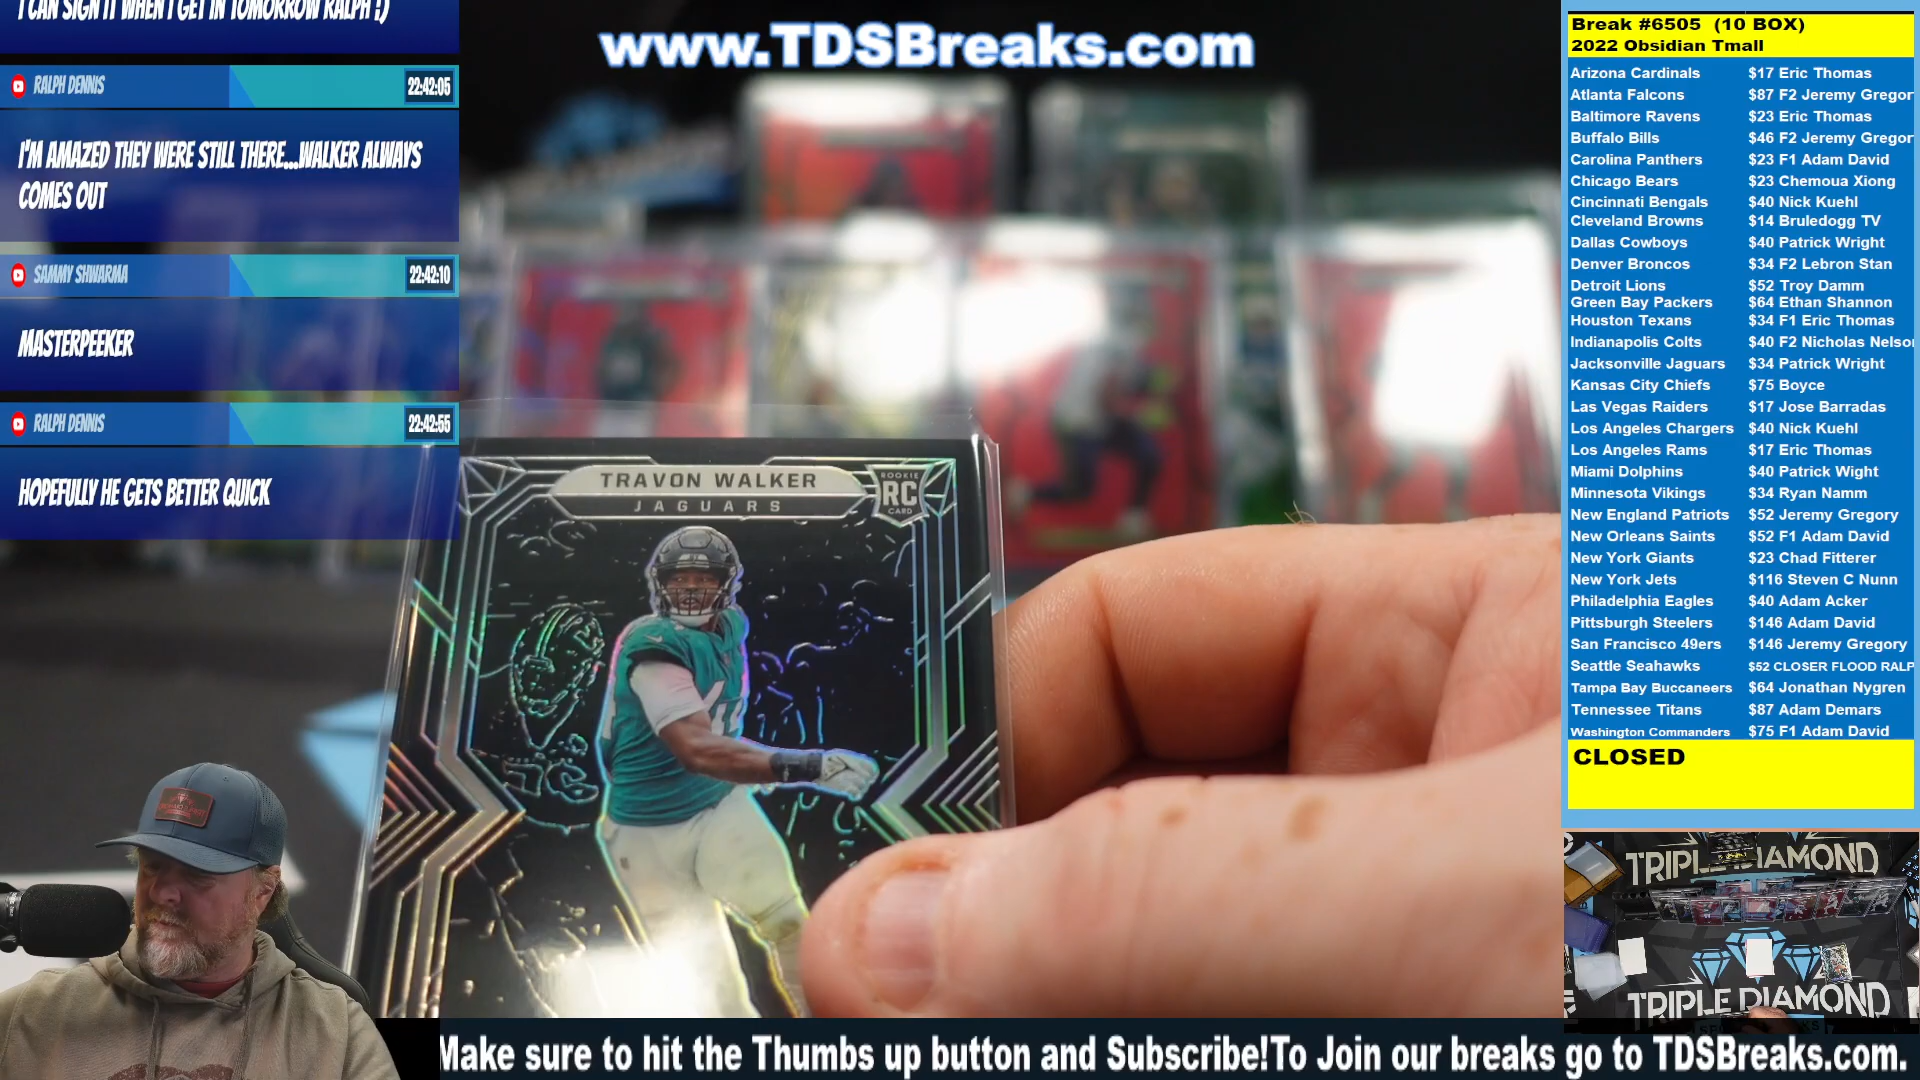 I CAN SIGN IT WHEN I GET IN TOMORROW RALPH :)
RALPH DENNIS
22:42:05
I'M AMAZED THEY WERE STILL THERE...WALKER ALWAYS
COMES OUT
SAMMY SHWARMA
22:42:10
MASTERPEEKER
RALPH DENNIS
22:42:55
HOPEFULLY HE GETS BETTER QUICK
www.TDSBreaks.com
TRAVON WALKER
JAGUARS
ROOKIE
RC
CARD
Break #6505 (10 BOX)
2022 Obsidian Tmall
Arizona Cardinals $17 Eric Thomas
Atlanta Falcons $87 F2 Jeremy Gregor
Baltimore Ravens $23 Eric Thomas
Buffalo Bills $46 F2 Jeremy Gregor
Carolina Panthers $23 F1 Adam David
Chicago Bears $23 Chemoua Xiong
Cincinnati Bengals $40 Nick Kuehl
Cleveland Browns $14 Bruledogg TV
Dallas Cowboys $40 Patrick Wright
Denver Broncos $34 F2 Lebron Stan
Detroit Lions $52 Troy Damm
Green Bay Packers $64 Ethan Shannon
Houston Texans $34 F1 Eric Thomas
Indianapolis Colts $40 F2 Nicholas Nelson
Jacksonville Jaguars $34 Patrick Wright
Kansas City Chiefs $75 Boyce
Las Vegas Raiders $17 Jose Barradas
Los Angeles Chargers $40 Nick Kuehl
Los Angeles Rams $17 Eric Thomas
Miami Dolphins $40 Patrick Wight
Minnesota Vikings $34 Ryan Namm
New England Patriots $52 Jeremy Gregory
New Orleans Saints $52 F1 Adam David
New York Giants $23 Chad Fitterer
New York Jets $116 Steven C Nunn
Philadelphia Eagles $40 Adam Acker
Pittsburgh Steelers $146 Adam David
San Francisco 49ers $146 Jeremy Gregory
Seattle Seahawks $52 CLOSER FLOOD RALP
Tampa Bay Buccaneers $64 Jonathan Nygren
Tennessee Titans $87 Adam Demars
Washington Commanders $75 F1 Adam David
CLOSED
TRIPLE DIAMOND
TRIPLE DIAMOND
Make sure to hit the Thumbs up button and Subscribe!To Join our breaks go to TDSBreaks.com.